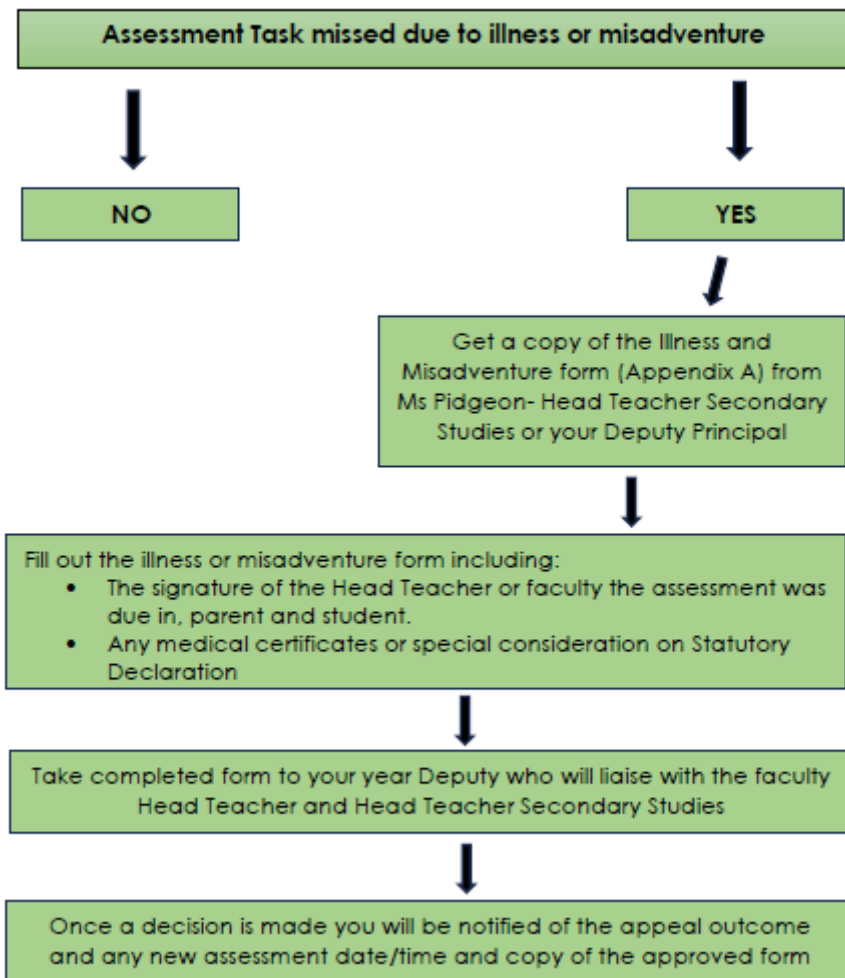 Assessment Task missed due to illness or misadventure
NO
YES
Get a copy of the Illness and
Misadventure form (Appendix A) from
Ms Pidgeon- Head Teacher Secondary
Studies or your Deputy Principal
Fill out the illness or misadventure form including:
• The signature of the Head Teacher or faculty the assessment was
due in, parent and student.
• Any medical certificates or special consideration on Statutory
Declaration
Take completed form to your year Deputy who will liaise with the faculty
Head Teacher and Head Teacher Secondary Studies
Once a decision is made you will be notified of the appeal outcome
and any new assessment date/time and copy of the approved form